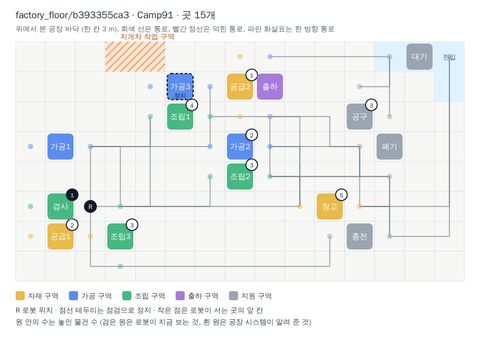 factory_floor/b393355ca3 · Camp91 · 곳 15개
위에서 본 공장 바닥 (한 칸 3 m). 회색 선은 통로, 빨간 점선은 막힌 통로, 파란 화살표는 한 방향 통로
지게차 작업 구역
대기
진입
가공3
정지
공급2
1
출하
조립1
4
공구
3
가공1
가공2
2
폐기
조립2
3
검사
1
R
창고
5
공급1
2
조립3
3
충전
자재 구역
가공 구역
조립 구역
출하 구역
지원 구역
R 로봇 위치 · 점선 테두리는 점검으로 정지 · 작은 점은 로봇이 서는 곳의 앞 칸
원 안의 수는 놓인 물건 수 (검은 원은 로봇이 지금 보는 것, 흰 원은 공장 시스템이 알려 준 것)